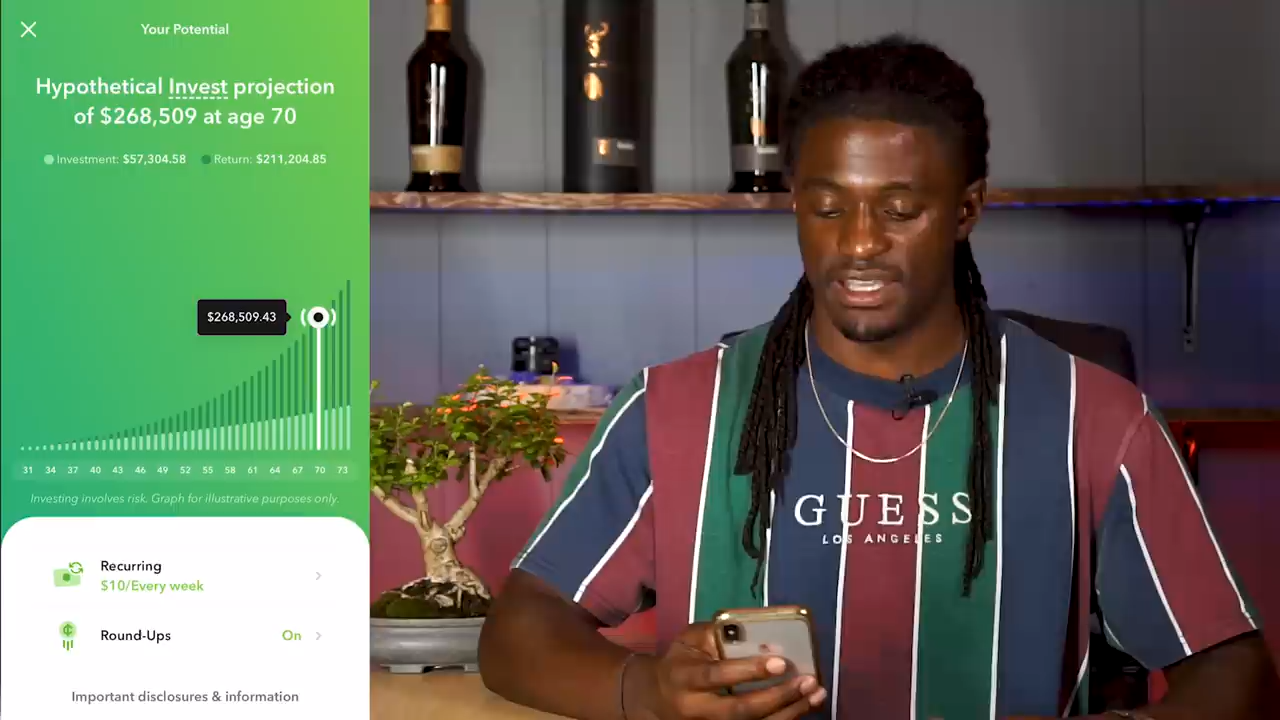 Your Potential
Hypothetical Invest projection
of $268,509 at age 70
Investment: $57,304.58 Return: $211,204.85
$268,509.43
31 34 37 40 43 46 49 52 55 58 61 64 67 70 73
Investing involves risk. Graph for illustrative purposes only.
Recurring
$10/Every week
Round-Ups On
Important disclosures & information
GUESS
LOS ANGELES